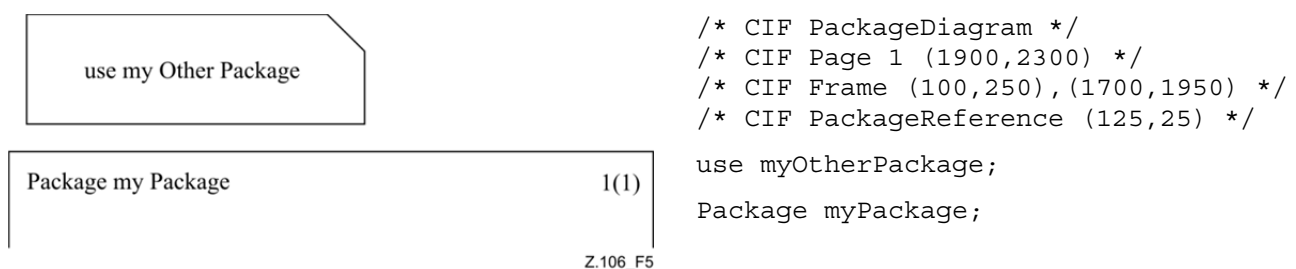 use my Other Package
Package my Package 1(1)
Z.106_F5
/* CIF PackageDiagram */
/* CIF Page 1 (1900,2300) */
/* CIF Frame (100,250),(1700,1950) */
/* CIF PackageReference (125,25) */
use myOtherPackage;
Package myPackage;